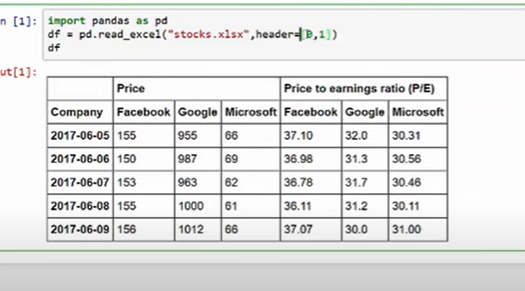 n [1]: import pandas as pd
df = pd.read_excel("stocks.xlsx",header=[0,1])
df
ut[1]:
Price Price to earnings ratio (P/E)
Company Facebook Google Microsoft Facebook Google Microsoft
2017-06-05 155 955 66 37.10 32.0 30.31
2017-06-06 150 987 69 36.98 31.3 30.56
2017-06-07 153 963 62 36.78 31.7 30.46
2017-06-08 155 1000 61 36.11 31.2 30.11
2017-06-09 156 1012 66 37.07 30.0 31.00